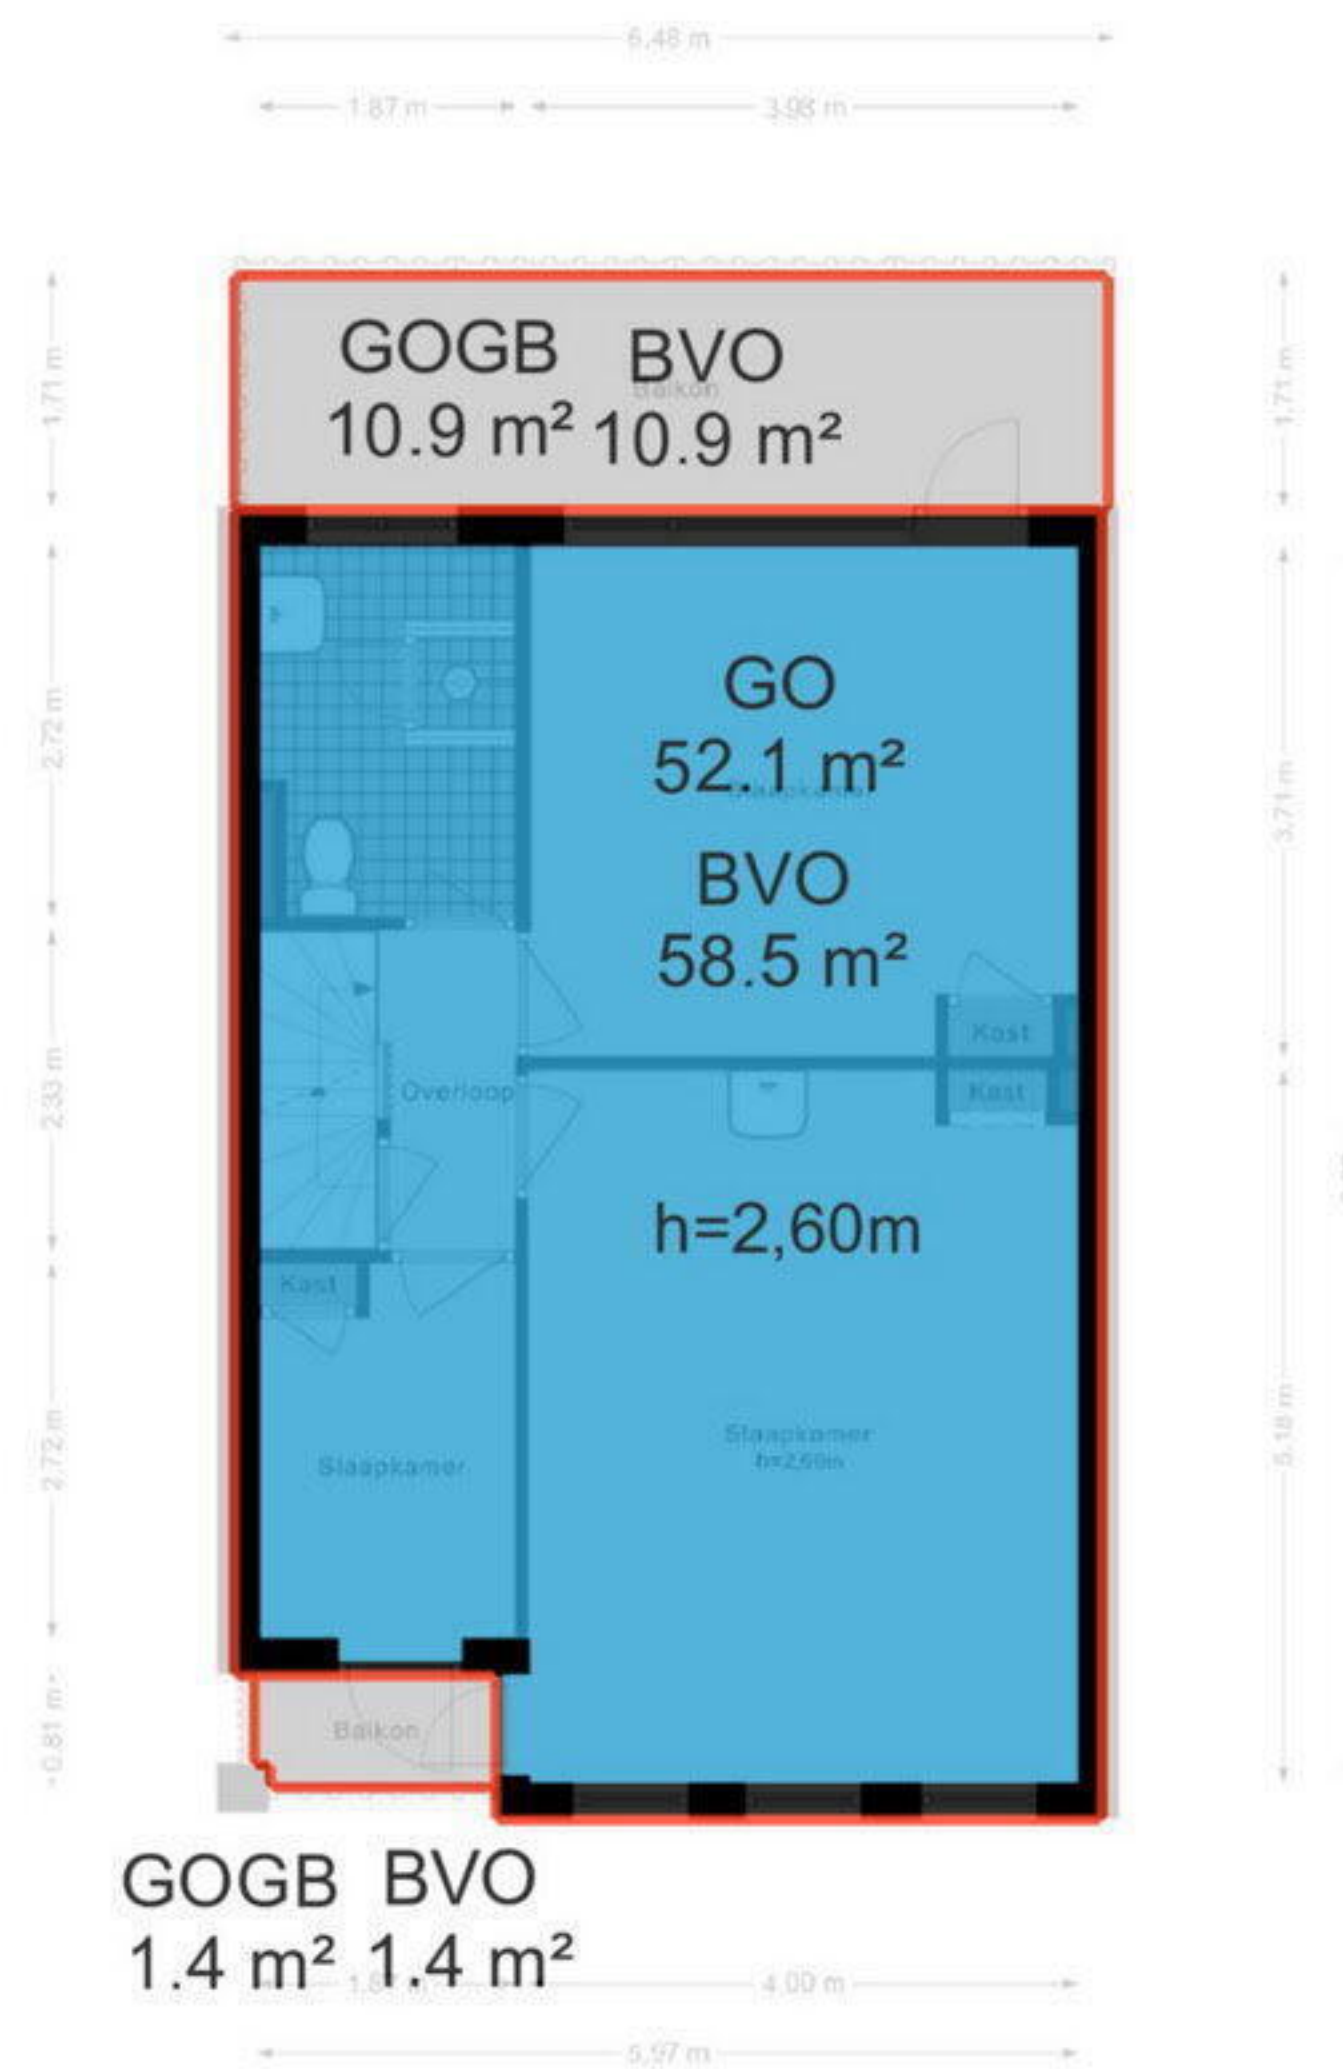 6,48 m
1.87 m
3.98 m
GOGB BVO
Balkon
10.9 m² 10.9 m²
1,71 m
1,71 m
GO
52.1 m²
Slaapkamer
2,72 m
3,71 m
BVO
58.5 m²
Kast
Overloop
Kast
2,33 m
h=2,60m
Kast
Slaapkamer
h=2,60m
Slaapkamer
2,72 m
5,18 m
Balkon
0,81 m
GOGB BVO
1.4 m² 1.4 m²
4.00 m
5,97 m